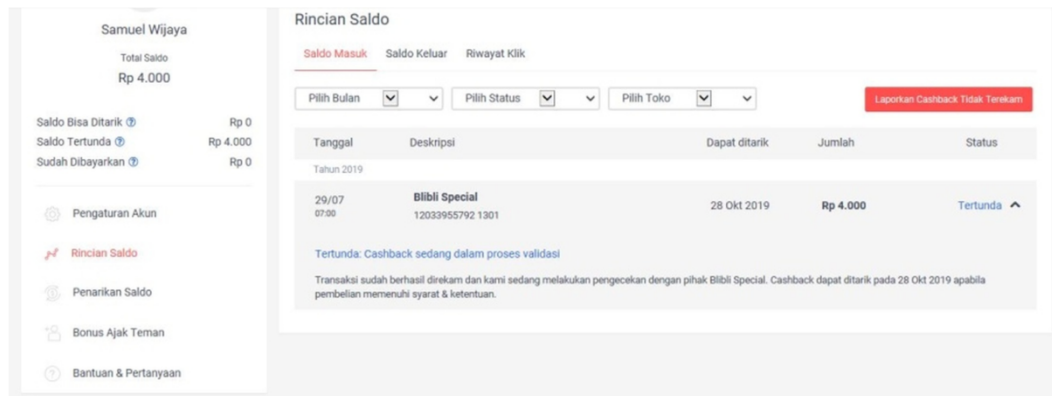 Samuel Wijaya
Total Saldo
Rp 4.000
Saldo Bisa Ditarik ? Rp 0
Saldo Tertunda ? Rp 4.000
Sudah Dibayarkan ? Rp 0
Pengaturan Akun
Rincian Saldo
Penarikan Saldo
Bonus Ajak Teman
? Bantuan & Pertanyaan
Rincian Saldo
Saldo Masuk Saldo Keluar Riwayat Klik
Pilih Bulan Pilih Status Pilih Toko Laporkan Cashback Tidak Terekam
Tanggal Deskripsi Dapat ditarik Jumlah Status
Tahun 2019
29/07 Blibli Special 28 Okt 2019 Rp 4.000 Tertunda
07:00 12033955792 1301
Tertunda: Cashback sedang dalam proses validasi
Transaksi sudah berhasil direkam dan kami sedang melakukan pengecekan dengan pihak Blibli Special. Cashback dapat ditarik pada 28 Okt 2019 apabila
pembelian memenuhi syarat & ketentuan.